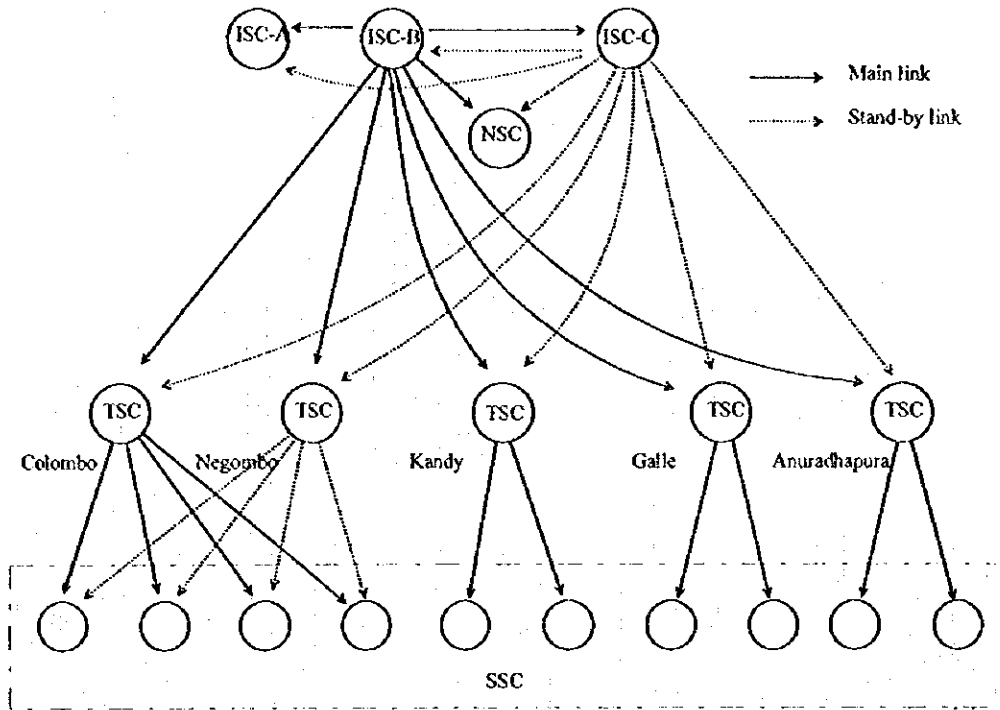 ISC-A
ISC-B
ISC-C
Main link
Stand-by link
NSC
TSC
TSC
TSC
TSC
TSC
Colombo
Negombo
Kandy
Galle
Anuradhapura
SSC